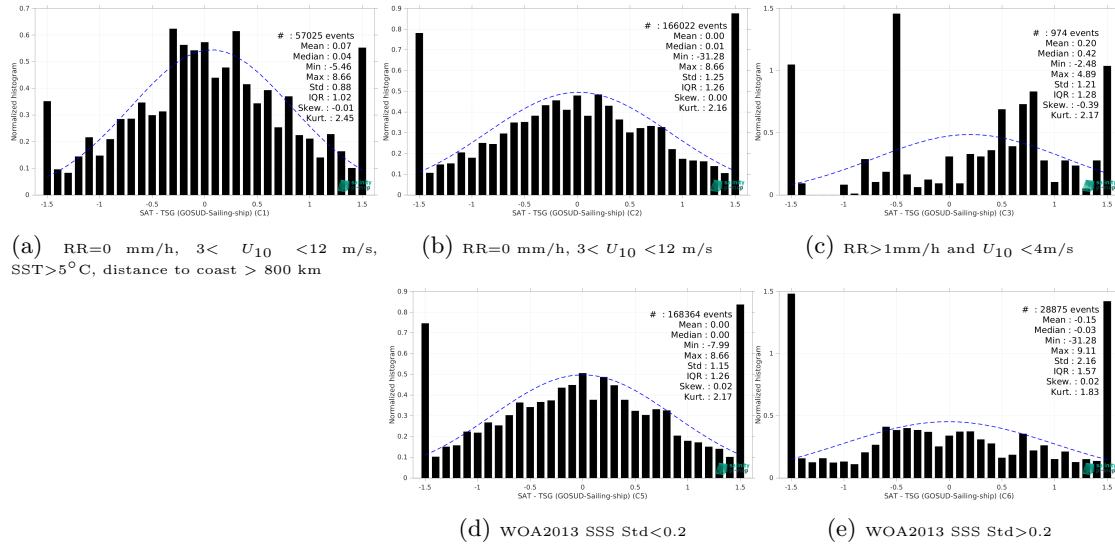 0.7
0.6
0.5
0.4
0.3
0.2
0.1
0
Normalized histogram
# : 57025 events
Mean : 0.07
Median : 0.04
Min : -5.46
Max : 8.66
Std : 0.88
IQR : 1.02
Skew. : -0.01
Kurt. : 2.45
-1.5 -1 -0.5 0 0.5 1 1.5
SAT - TSG (GOSUD-Sailing-ship) (C1)
(a) RR=0 mm/h, 3< U10 <12 m/s,
SST>5°C, distance to coast > 800 km
0.9
0.8
0.7
0.6
0.5
0.4
0.3
0.2
0.1
0
Normalized histogram
# : 166022 events
Mean : 0.00
Median : 0.01
Min : -31.28
Max : 8.66
Std : 1.25
IQR : 1.26
Skew. : 0.00
Kurt. : 2.16
-1.5 -1 -0.5 0 0.5 1 1.5
SAT - TSG (GOSUD-Sailing-ship) (C2)
(b) RR=0 mm/h, 3< U10 <12 m/s
1.5
1
0.5
0
Normalized histogram
# : 974 events
Mean : 0.20
Median : 0.42
Min : -2.48
Max : 4.89
Std : 1.21
IQR : 1.28
Skew. : -0.39
Kurt. : 2.17
-1.5 -1 -0.5 0 0.5 1 1.5
SAT - TSG (GOSUD-Sailing-ship) (C3)
(c) RR>1mm/h and U10 <4m/s
0.9
0.8
0.7
0.6
0.5
0.4
0.3
0.2
0.1
0
Normalized histogram
# : 168364 events
Mean : 0.00
Median : 0.00
Min : -7.99
Max : 8.66
Std : 1.15
IQR : 1.26
Skew. : 0.02
Kurt. : 2.17
-1.5 -1 -0.5 0 0.5 1 1.5
SAT - TSG (GOSUD-Sailing-ship) (C5)
(d) WOA2013 SSS Std<0.2
1.5
1
0.5
0
Normalized histogram
# : 28875 events
Mean : -0.15
Median : -0.03
Min : -31.28
Max : 9.11
Std : 2.16
IQR : 1.57
Skew. : 0.02
Kurt. : 1.83
-1.5 -1 -0.5 0 0.5 1 1.5
SAT - TSG (GOSUD-Sailing-ship) (C6)
(e) WOA2013 SSS Std>0.2